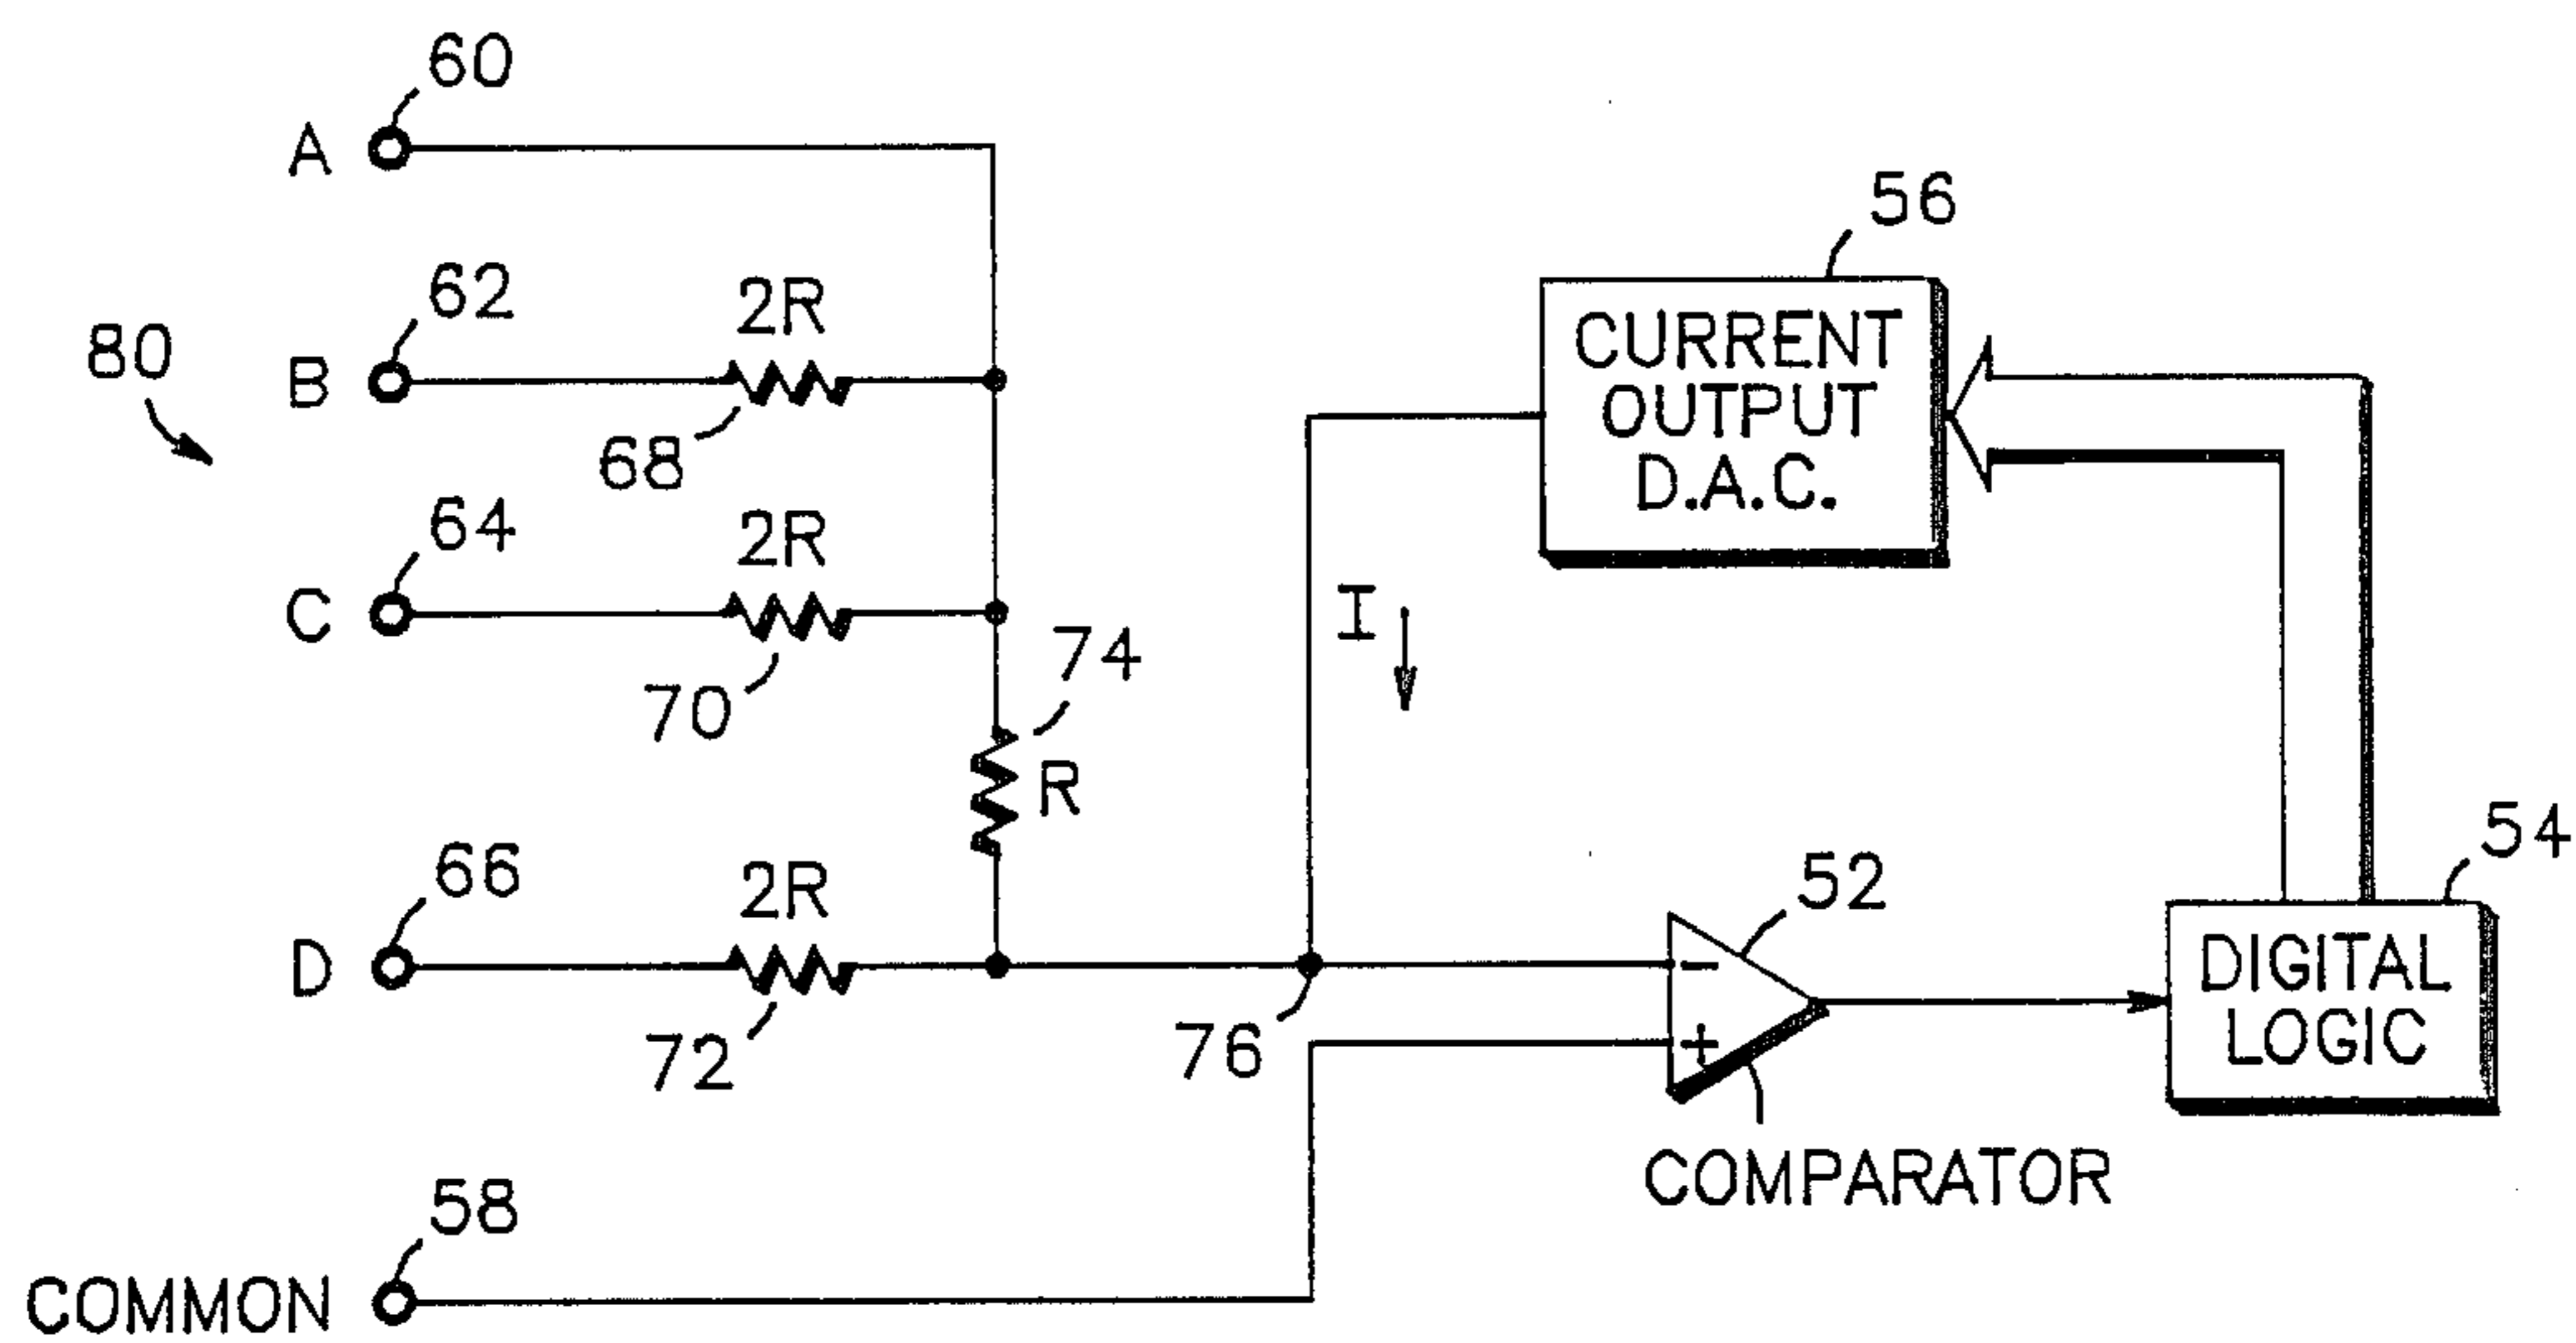 60
A
56
62
2R
80
B
CURRENT
OUTPUT
D.A.C.
68
64
2R
C
I
74
70
R
54
66
2R
52
D
DIGITAL
LOGIC
-
+
72
76
COMPARATOR
58
COMMON